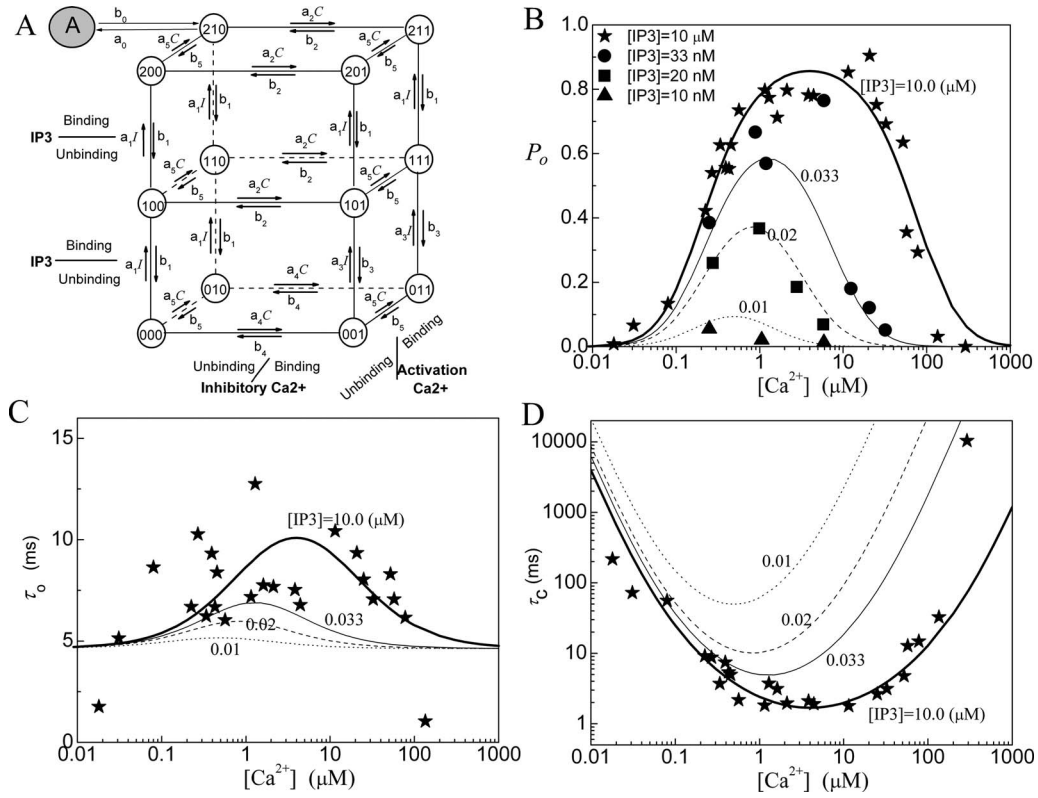 A
A
b0
a0
210
a2C
b2
211
a5C
b5
a5C
b5
200
a2C
b2
201
a1I
b1
a1I
b1
IP3 Binding
Unbinding
a1I
b1
a1I
b1
110
a2C
b2
111
a5C
b5
a5C
b5
100
a2C
b2
101
IP3 Binding
Unbinding
a1I
b1
a1I
b1
a3I
b3
a3I
b3
010
a4C
b4
011
a5C
b5
a5C
b5
000
a4C
b4
001
Unbinding / Binding
Inhibitory Ca2+
Unbinding | Binding
Activation
Ca2+
B
[IP3]=10 μM
[IP3]=33 nM
[IP3]=20 nM
[IP3]=10 nM
[IP3]=10.0 (μM)
0.033
0.02
0.01
Po
1.0
0.8
0.6
0.4
0.2
0.0
0.01 0.1 1 10 100 1000
[Ca2+] (μM)
C
15
10
5
0
τo (ms)
[IP3]=10.0 (μM)
0.033
0.02
0.01
0.01 0.1 1 10 100 1000
[Ca2+] (μM)
D
10000
1000
100
10
1
τc (ms)
0.01
0.02
0.033
[IP3]=10.0 (μM)
0.01 0.1 1 10 100 1000
[Ca2+] (μM)